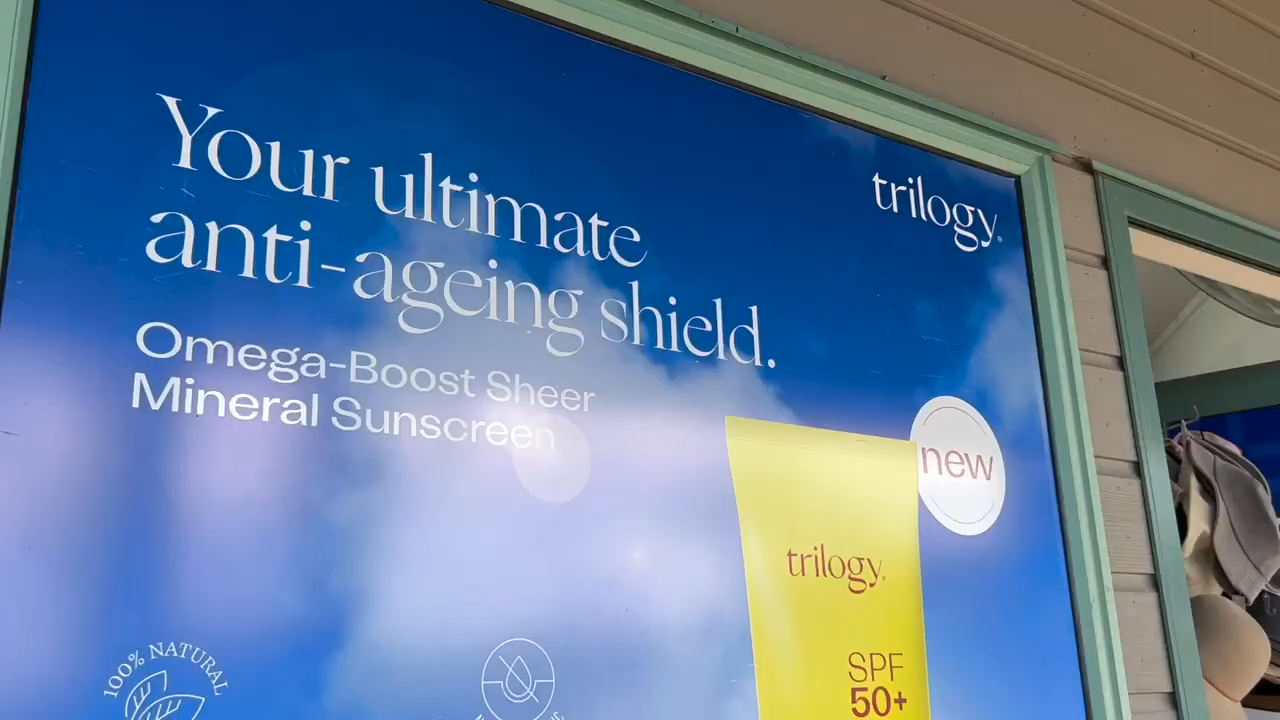 Your ultimate
anti-ageing shield.
Omega-Boost Sheer
Mineral Sunscreen
trilogy®
new
trilogy®
SPF
50+
100% NATURAL